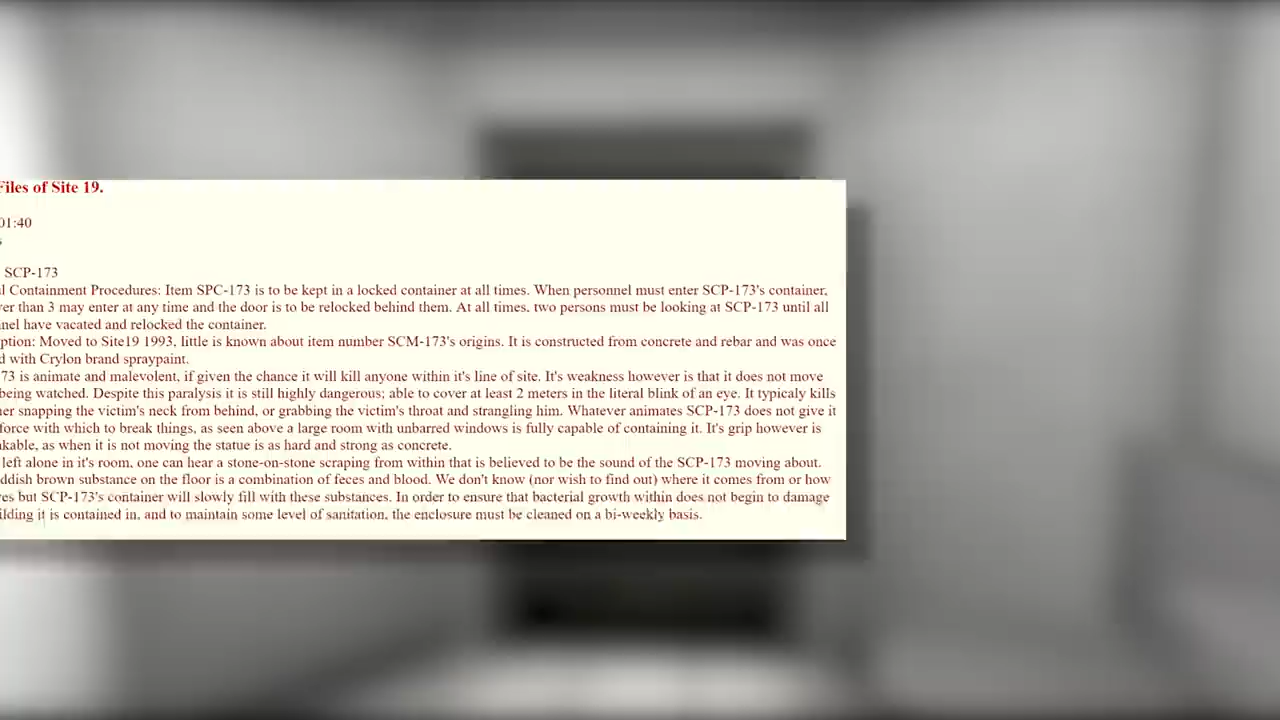 Files of Site 19.
01:40
SCP-173
l Containment Procedures: Item SPC-173 is to be kept in a locked container at all times. When personnel must enter SCP-173's container,
er than 3 may enter at any time and the door is to be relocked behind them. At all times, two persons must be looking at SCP-173 until all
nel have vacated and relocked the container.
ption: Moved to Site19 1993, little is known about item number SCM-173's origins. It is constructed from concrete and rebar and was once
d with Crylon brand spraypaint.
73 is animate and malevolent, if given the chance it will kill anyone within it's line of site. It's weakness however is that it does not move
being watched. Despite this paralysis it is still highly dangerous; able to cover at least 2 meters in the literal blink of an eye. It typicaly kills
er snapping the victim's neck from behind, or grabbing the victim's throat and strangling him. Whatever animates SCP-173 does not give it
force with which to break things, as seen above a large room with unbarred windows is fully capable of containing it. It's grip however is
akable, as when it is not moving the statue is as hard and strong as concrete.
left alone in it's room, one can hear a stone-on-stone scraping from within that is believed to be the sound of the SCP-173 moving about.
ddish brown substance on the floor is a combination of feces and blood. We don't know (nor wish to find out) where it comes from or how
es but SCP-173's container will slowly fill with these substances. In order to ensure that bacterial growth within does not begin to damage
ilding it is contained in, and to maintain some level of sanitation, the enclosure must be cleaned on a bi-weekly basis.